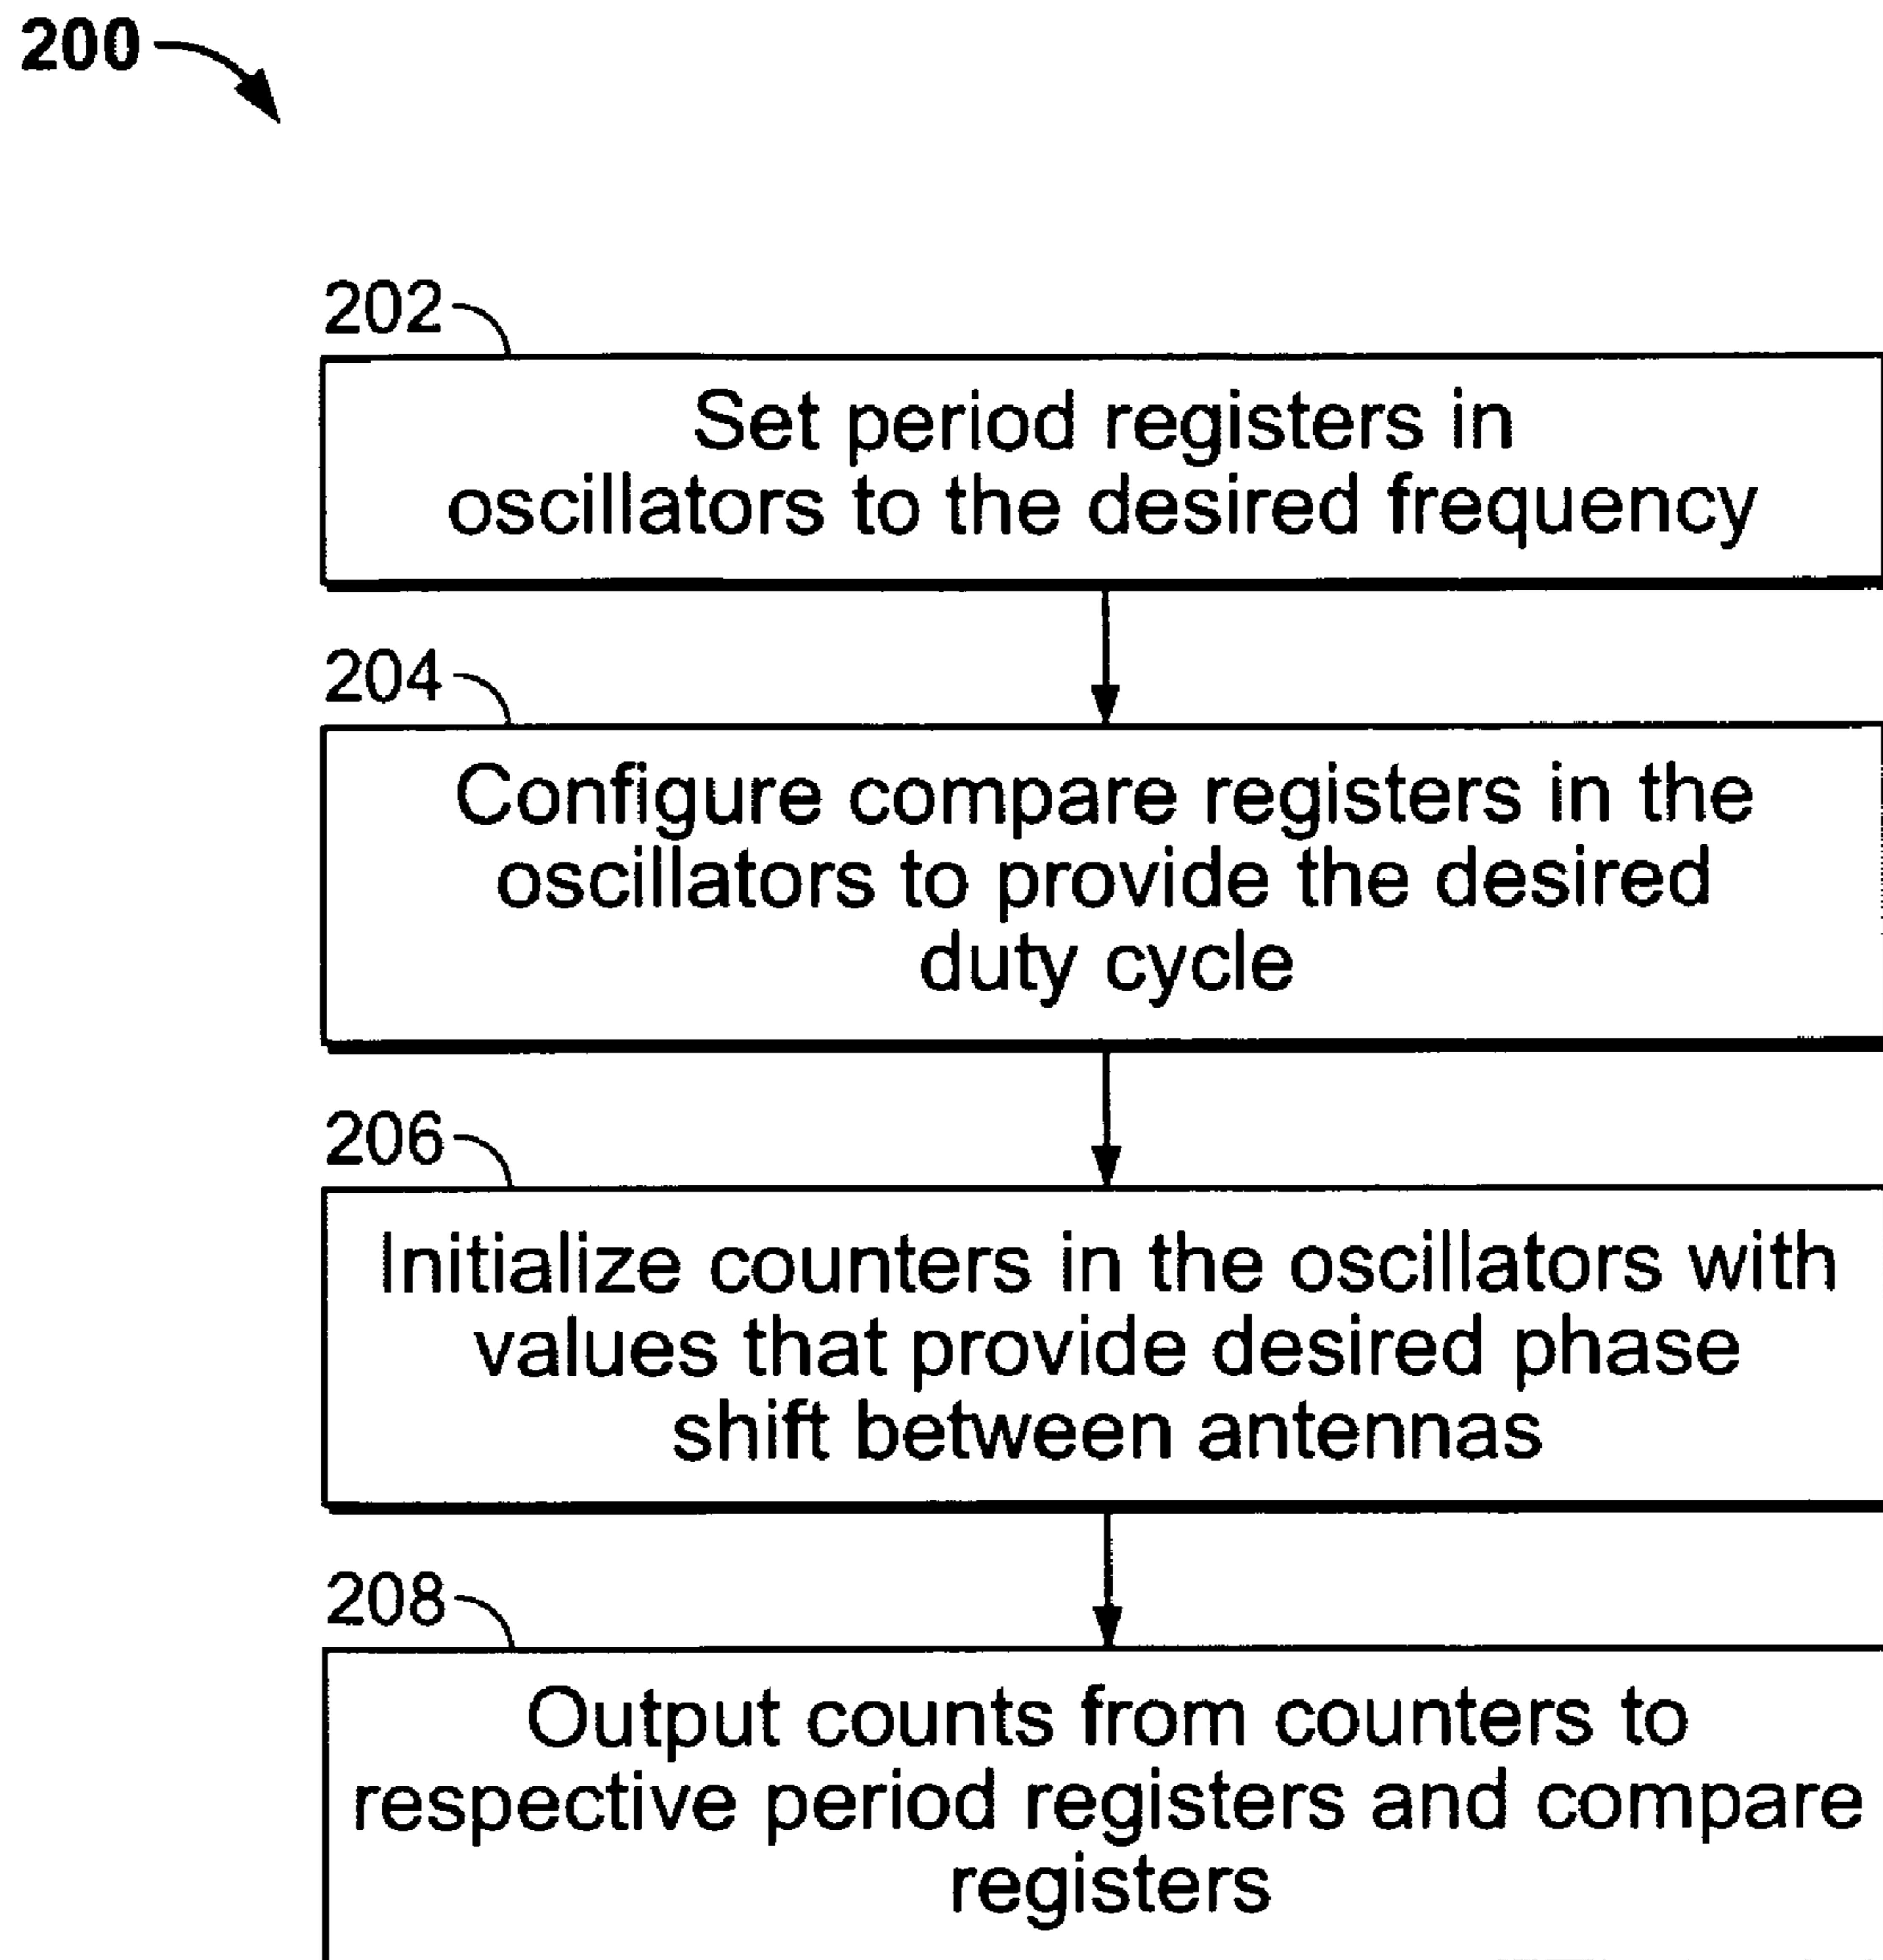 200
202
Set period registers in
oscillators to the desired frequency
204
Configure compare registers in the
oscillators to provide the desired
duty cycle
206
Initialize counters in the oscillators with
values that provide desired phase
shift between antennas
208
Output counts from counters to
respective period registers and compare
registers